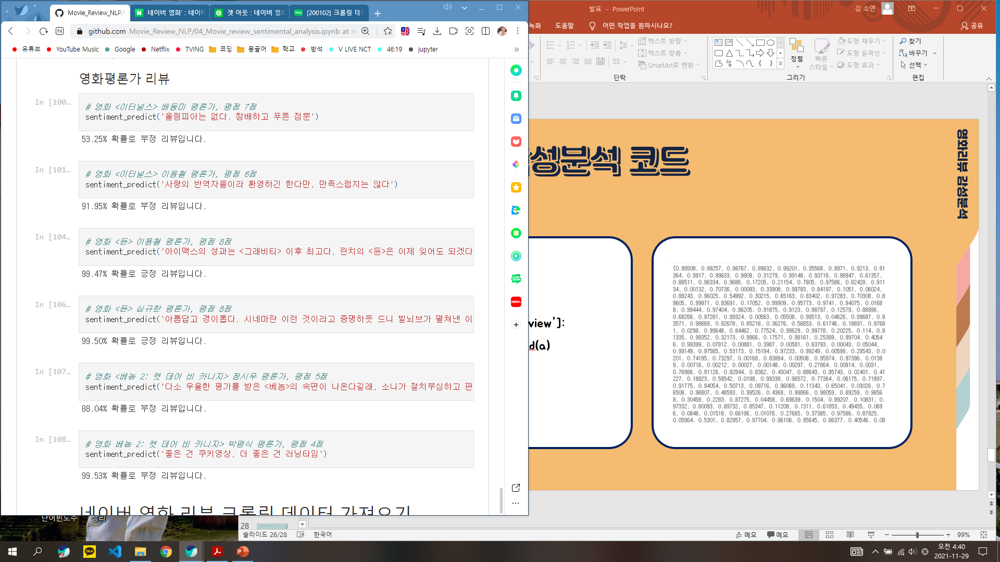 Movie_Review_NLP/
네이버 영화' : 네이버
겟 아웃 : 네이버 영
[200102] 크롤링 데
github.com Movie_Review_NLP/04_Movie_review_sentimental_analysis.ipynb at m
유튜브 YouTube Music Google Netflix TVING 코딩 몽골어 학교 방석 V LIVE NCT 46:19 jupyter
영화평론가 리뷰
In [100…
# 영화 <이터널스> 배동미 평론가, 평점 7점
sentiment_predict('올림피아는 없다. 창배하고 푸른 점뿐')
53.25% 확률로 부정 리뷰입니다.
In [101…
# 영화 <이터널스> 이용철 평론가, 평점 6점
sentiment_predict('사랑의 반역자들이라 환영하긴 한다만, 만족스럽지는 않다')
91.95% 확률로 부정 리뷰입니다.
In [104…
# 영화 <듄> 이용철 평론가, 평점 8점
sentiment_predict('아이맥스의 성과는 <그래비티> 이후 최고다, 린치의 <듄>은 이제 잊어도 되겠다
99.47% 확률로 긍정 리뷰입니다.
In [106…
# 영화 <듄> 심규한 평론가, 평점 8점
sentiment_predict('아름답고 경이롭다. 시네마란 이런 것이라고 증명하듯 드니 빌뇌브가 펼쳐낸 이
99.50% 확률로 긍정 리뷰입니다.
In [107…
# 영화 <베놈 2: 렛 데어 비 카니지> 정시우 평론가, 평점 5점
sentiment_predict('다소 우울한 평가를 받은 <베놈>의 속편이 나온다길래, 소니가 절치부심하고 판
88.04% 확률로 부정 리뷰입니다.
In [108…
# 영화 베놈 2: 렛 데어 비 카니지> 박평식 평론가, 평점 4점
sentiment_predict('좋은 건 쿠키영상, 더 좋은 건 러닝타임')
99.53% 확률로 부정 리뷰입니다.
네이버 영화 리뷰 크롤링 데이터 가져오기
NOW.
단어빈도수 정리
발표 - PowerPoint
김 소연
녹화 도움말 어떤 작업을 원하시나요?
공유
텍스트 방향
텍스트 맞춤
SmartArt로 변환
단락
정렬
빠른
스타일
도형 채우기
도형 윤곽선
도형 효과
그리기
찾기
바꾸기
선택
편집
성분석 코드
영화리뷰 감성분석
view']:
d(a)
[0.99508, 0.99257, 0.98767, 0.99632, 0.99201, 0.35568, 0.9971, 0.9213, 0.91
364, 0.9917, 0.99633, 0.9909, 0.31279, 0.99148, 0.93718, 0.98947, 0.61357,
0.88511, 0.96334, 0.9686, 0.17205, 0.21154, 0.7805, 0.97586, 0.82428, 0.911
34, 0.00132, 0.70736, 0.00093, 0.33908, 0.99783, 0.84197, 0.1051, 0.06024,
0.88243, 0.96025, 0.54992, 0.30215, 0.65163, 0.83402, 0.97283, 0.70308, 0.8
9605, 0.99871, 0.93691, 0.17052, 0.99909, 0.95773, 0.9741, 0.94075, 0.0168
8, 0.99444, 0.97404, 0.96205, 0.91875, 0.9123, 0.98797, 0.12579, 0.88996,
0.68266, 0.97281, 0.99324, 0.00563, 0.05508, 0.99513, 0.04626, 0.99687, 0.8
3571, 0.98669, 0.92678, 0.85218, 0.36276, 0.56653, 0.61746, 0.18691, 0.9768
1, 0.0298, 0.99648, 0.84462, 0.77524, 0.99629, 0.99778, 0.20225, 0.114, 0.8
1335, 0.98352, 0.32173, 0.9966, 0.17571, 0.98161, 0.25389, 0.99704, 0.4054
6, 0.99399, 0.07812, 0.00881, 0.3987, 0.00581, 0.63793, 0.00043, 0.05044,
0.99149, 0.97565, 0.53173, 0.15194, 0.97233, 0.99249, 0.00598, 0.29543, 0.0
201, 0.74195, 0.73297, 0.00168, 0.83884, 0.00508, 0.95974, 0.97396, 0.0138
9, 0.00716, 0.00212, 0.00027, 0.00148, 0.00297, 0.27864, 0.00914, 0.0031,
0.76986, 0.91126, 0.92844, 0.8362, 0.43047, 0.88643, 0.95743, 0.02401, 0.41
227, 0.18823, 0.59542, 0.0198, 0.99338, 0.96572, 0.77364, 0.06175, 0.71897,
0.91775, 0.94054, 0.50713, 0.09716, 0.96069, 0.11343, 0.65041, 0.03026, 0.7
6508, 0.96807, 0.48593, 0.99526, 0.4369, 0.99866, 0.98059, 0.89259, 0.9656
8, 0.30458, 0.2283, 0.87275, 0.04458, 0.69639, 0.1504, 0.99207, 0.10831, 0.
97332, 0.80093, 0.89732, 0.85347, 0.11208, 0.1311, 0.61853, 0.49435, 0.069
6, 0.0848, 0.01518, 0.66196, 0.01076, 0.27665, 0.37385, 0.97586, 0.87925,
0.05964, 0.5301, 0.82957, 0.97704, 0.96106, 0.95645, 0.86377, 0.40546, 0.08
28
슬라이드 26/28 한국어
메모 메모 99%
오전 4:40
2021-11-29